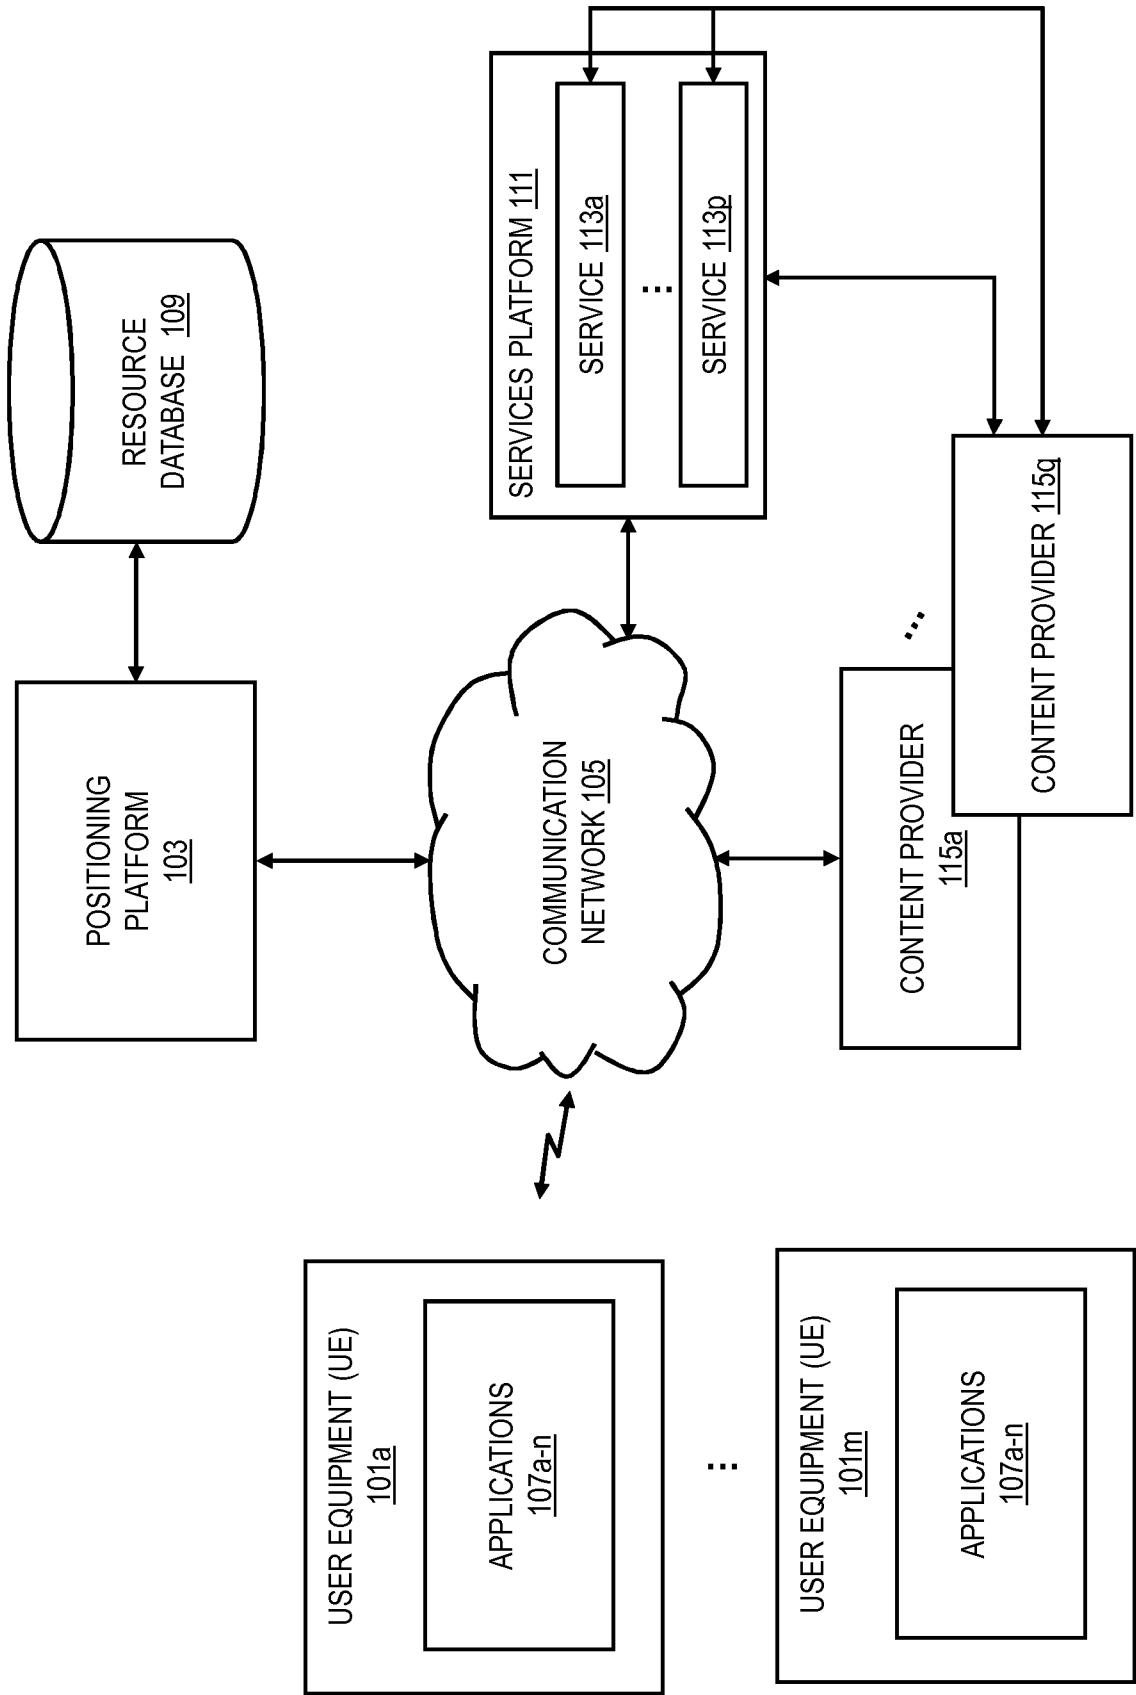 POSITIONING
PLATFORM
103
RESOURCE
DATABASE 109
USER EQUIPMENT (UE)
101a
APPLICATIONS
107a-n
...
USER EQUIPMENT (UE)
101m
APPLICATIONS
107a-n
COMMUNICATION
NETWORK 105
SERVICES PLATFORM 111
SERVICE 113a
...
SERVICE 113p
CONTENT PROVIDER
115a
...
CONTENT PROVIDER 115q